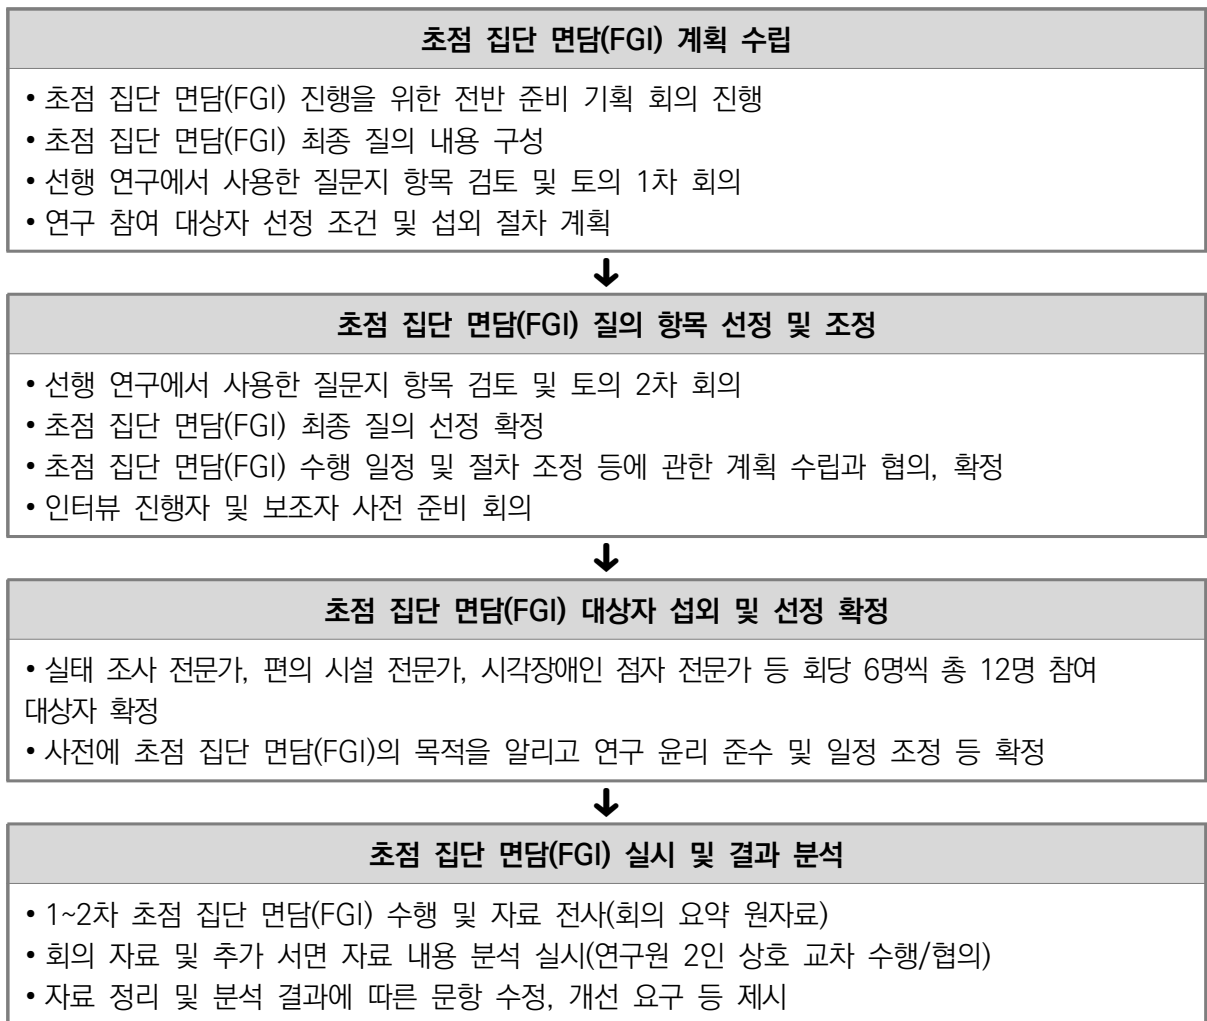 초점 집단 면담(FGI) 계획 수립
• 초점 집단 면담(FGI) 진행을 위한 전반 준비 기획 회의 진행
• 초점 집단 면담(FGI) 최종 질의 내용 구성
• 선행 연구에서 사용한 질문지 항목 검토 및 토의 1차 회의
• 연구 참여 대상자 선정 조건 및 섭외 절차 계획
↓
초점 집단 면담(FGI) 질의 항목 선정 및 조정
• 선행 연구에서 사용한 질문지 항목 검토 및 토의 2차 회의
• 초점 집단 면담(FGI) 최종 질의 선정 확정
• 초점 집단 면담(FGI) 수행 일정 및 절차 조정 등에 관한 계획 수립과 협의, 확정
• 인터뷰 진행자 및 보조자 사전 준비 회의
↓
초점 집단 면담(FGI) 대상자 섭외 및 선정 확정
• 실태 조사 전문가, 편의 시설 전문가, 시각장애인 점자 전문가 등 회당 6명씩 총 12명 참여
대상자 확정
• 사전에 초점 집단 면담(FGI)의 목적을 알리고 연구 윤리 준수 및 일정 조정 등 확정
↓
초점 집단 면담(FGI) 실시 및 결과 분석
• 1~2차 초점 집단 면담(FGI) 수행 및 자료 전사(회의 요약 원자료)
• 회의 자료 및 추가 서면 자료 내용 분석 실시(연구원 2인 상호 교차 수행/협의)
• 자료 정리 및 분석 결과에 따른 문항 수정, 개선 요구 등 제시